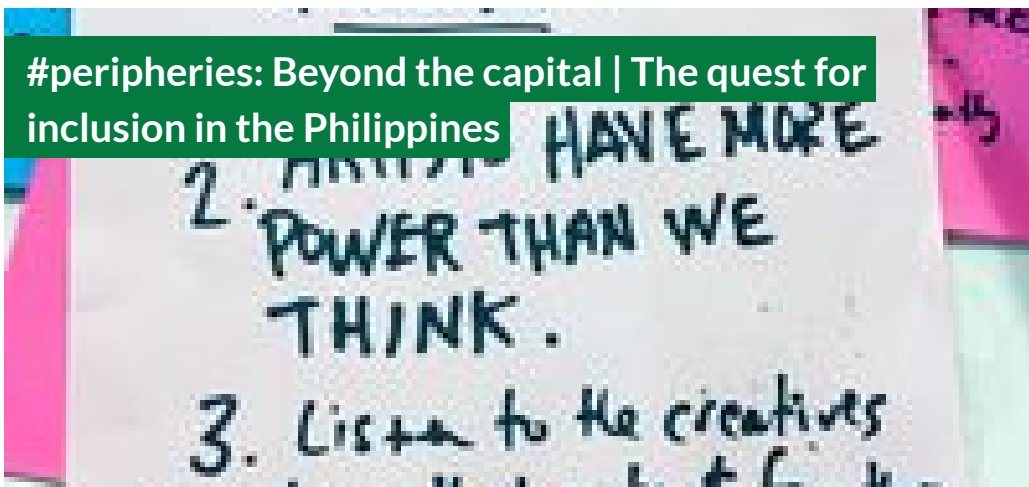 #peripheries: Beyond the capital | The quest for
inclusion in the Philippines
2. HAVE MORE
POWER THAN WE
THINK.
3. Listen to the creatives